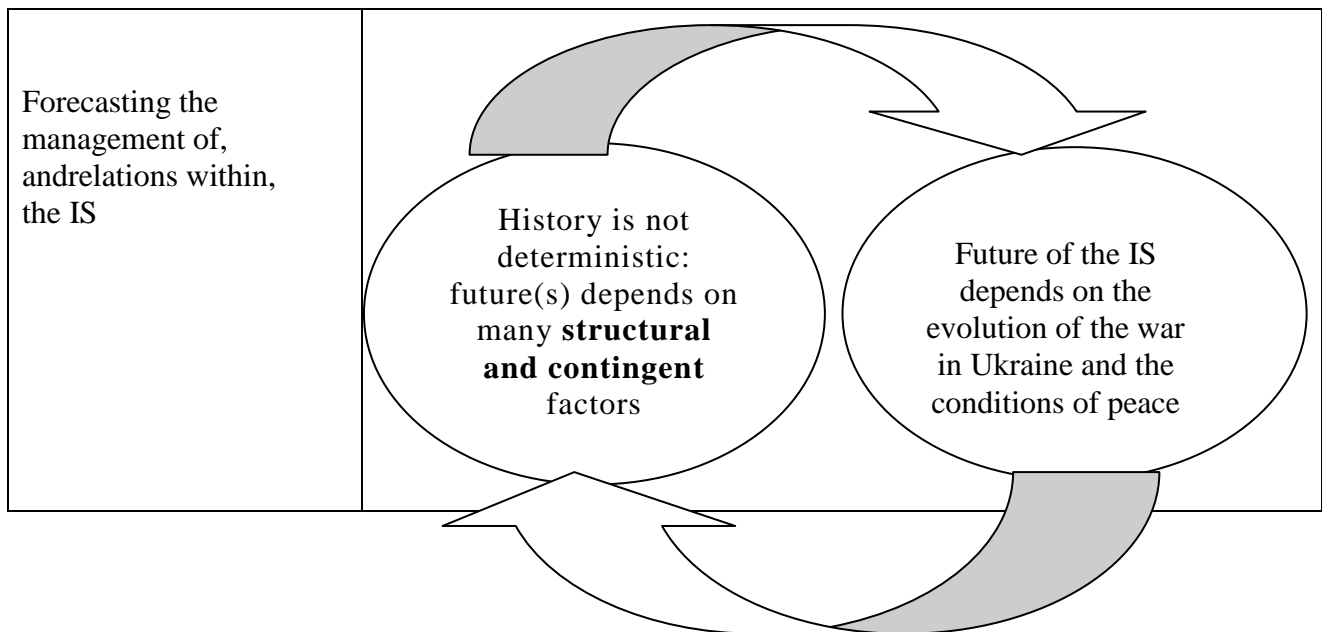 Forecasting the
management of,
andrelations within,
the IS
History is not
deterministic:
future(s) depends on
many structural
and contingent
factors
Future of the IS
depends on the
evolution of the war
in Ukraine and the
conditions of peace